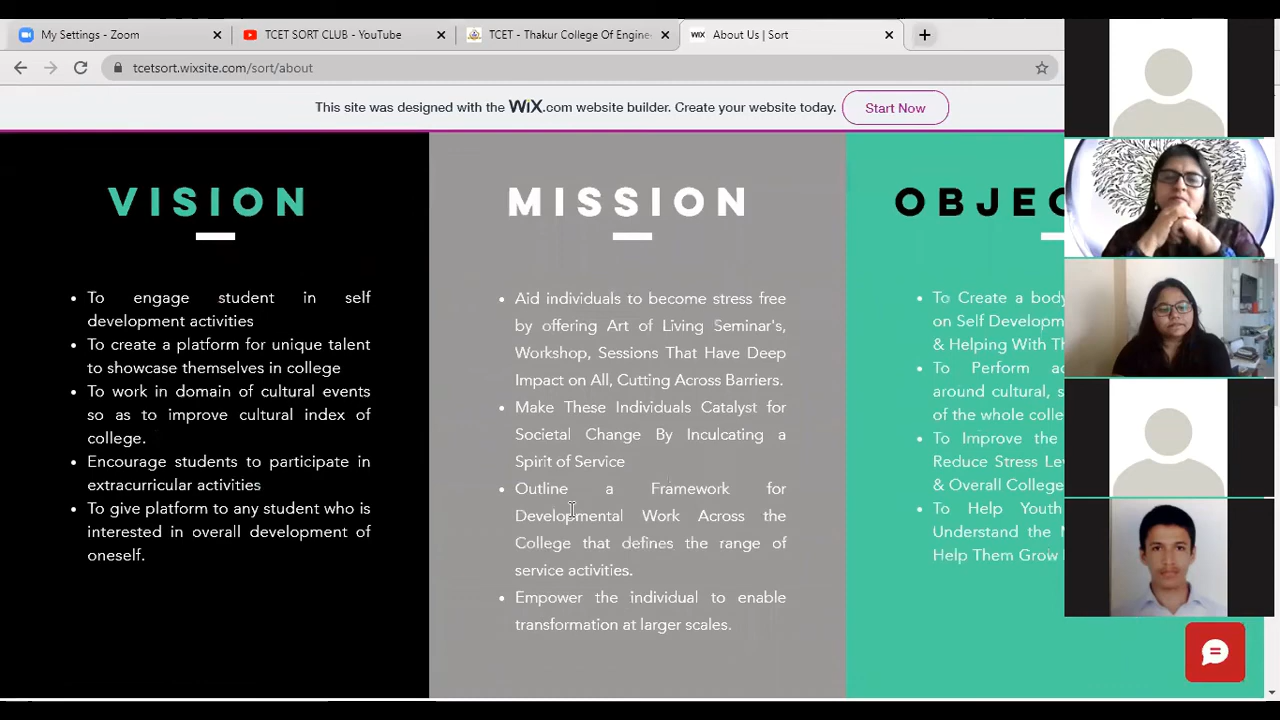 My Settings - Zoom
TCET SORT CLUB - YouTube
TCET - Thakur College Of Engine
WIX
About Us | Sort
tcetsort.wixsite.com/sort/about
This site was designed with the WiX.com website builder. Create your website today.
Start Now
VISION
To engage student in self
development activities
To create a platform for unique talent
to showcase themselves in college
To work in domain of cultural events
so as to improve cultural index of
college.
Encourage students to participate in
extracurricular activities
To give platform to any student who is
interested in overall development of
oneself.
MISSION
Aid individuals to become stress free
by offering Art of Living Seminar's,
Workshop, Sessions That Have Deep
Impact on All, Cutting Across Barriers.
Make These Individuals Catalyst for
Societal Change By Inculcating a
Spirit of Service
Outline a Framework for
Developmental Work Across the
College that defines the range of
service activities.
Empower the individual to enable
transformation at larger scales.
OBJEC
To Create a body
on Self Developm
& Helping With Th
To Perform ac
around cultural, s
of the whole colle
To Improve the
Reduce Stress Le
& Overall College
To Help Youth
Understand the
Help Them Grow